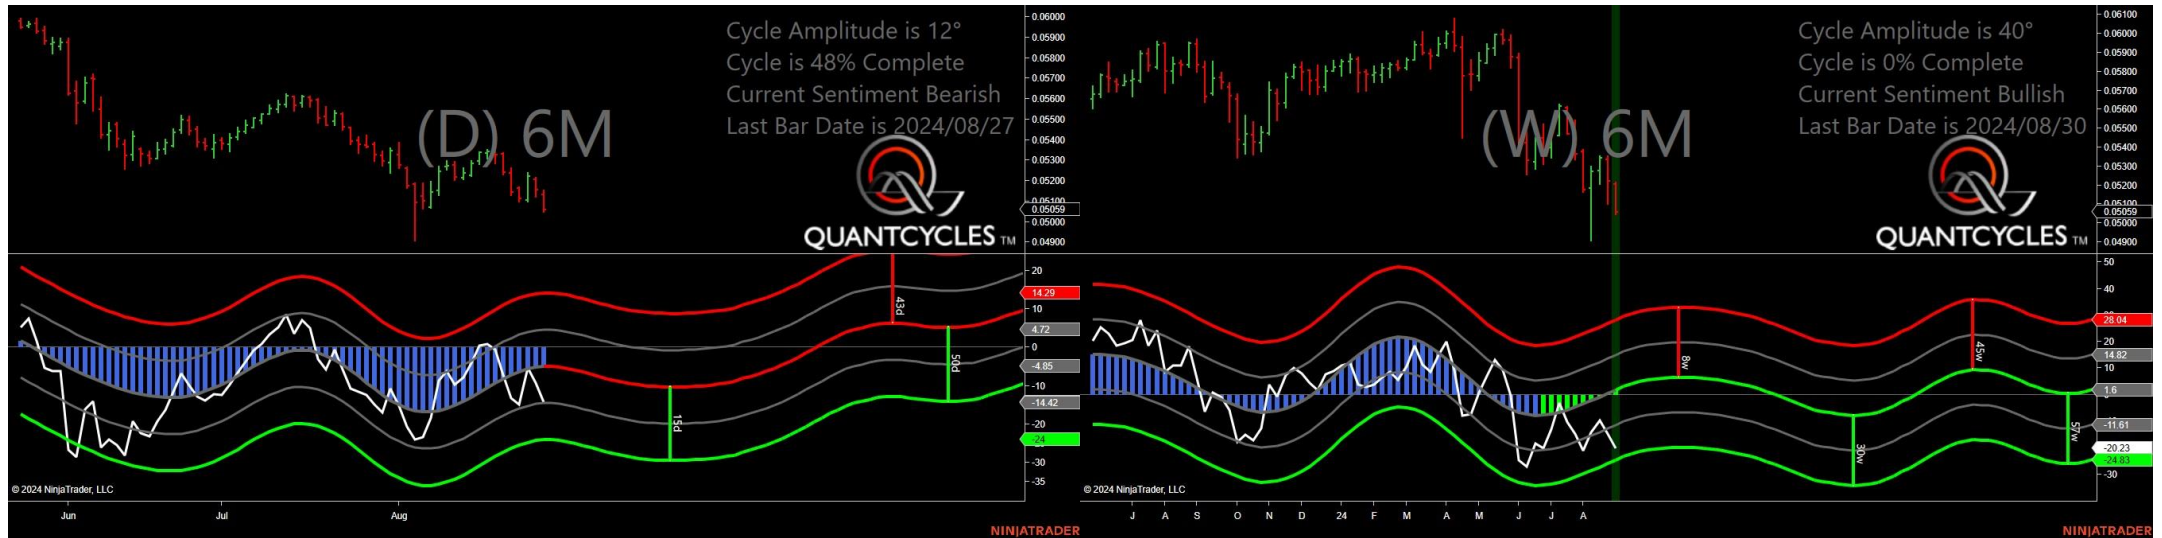 Cycle Amplitude is 12°
Cycle is 48% Complete
Current Sentiment Bearish
Last Bar Date is 2024/08/27
(D) 6M
QUANTCYCLES TM
0.06000
0.05900
0.05800
0.05700
0.05600
0.05500
0.05400
0.05300
0.05200
0.05100
0.05059
0.05000
0.04900
20
14.29
10
4.72
0
-4.85
-10
-14.42
-20
-24
-30
-35
43d
50d
15d
© 2024 NinjaTrader, LLC
Jun Jul Aug
NINJATRADER
Cycle Amplitude is 40°
Cycle is 0% Complete
Current Sentiment Bullish
Last Bar Date is 2024/08/30
(W) 6M
QUANTCYCLES TM
0.06100
0.06000
0.05900
0.05800
0.05700
0.05600
0.05500
0.05400
0.05300
0.05200
0.05100
0.05059
0.05000
0.04900
50
40
28.04
20
14.82
10
1.6
-11.61
-20.23
-24.83
-30
8w
45w
30w
57w
© 2024 NinjaTrader, LLC
J A S O N D 24 F M A M J J A
NINJATRADER